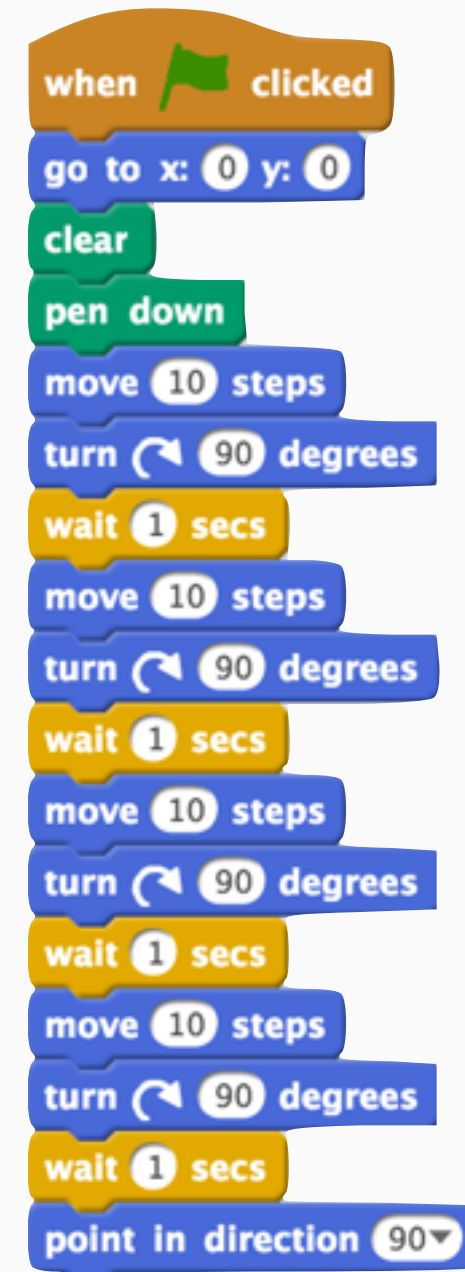 when clicked
go to x: 0 y: 0
clear
pen down
move 10 steps
turn 90 degrees
wait 1 secs
move 10 steps
turn 90 degrees
wait 1 secs
move 10 steps
turn 90 degrees
wait 1 secs
move 10 steps
turn 90 degrees
wait 1 secs
point in direction 90